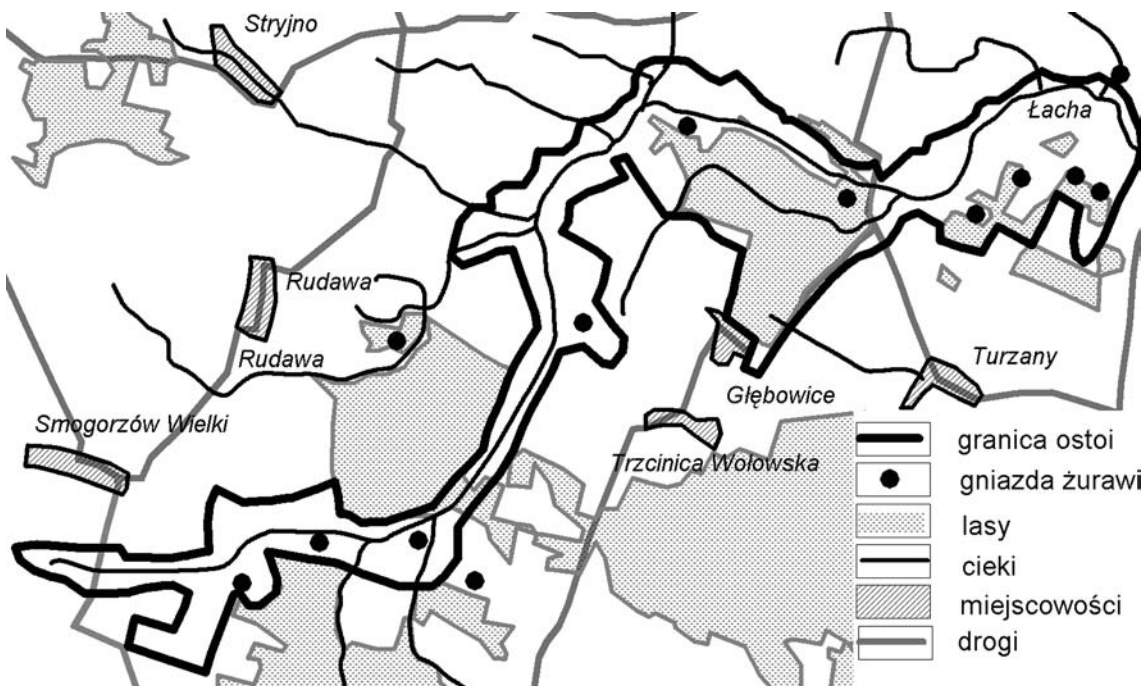 Stryjno
Łacha
Rudawa
Rudawa
Turzany
Głębowice
Smogorzów Wielki
Trzcinica Wołowska
granica ostoi
gniazda żurawi
lasy
cieki
miejscowości
drogi